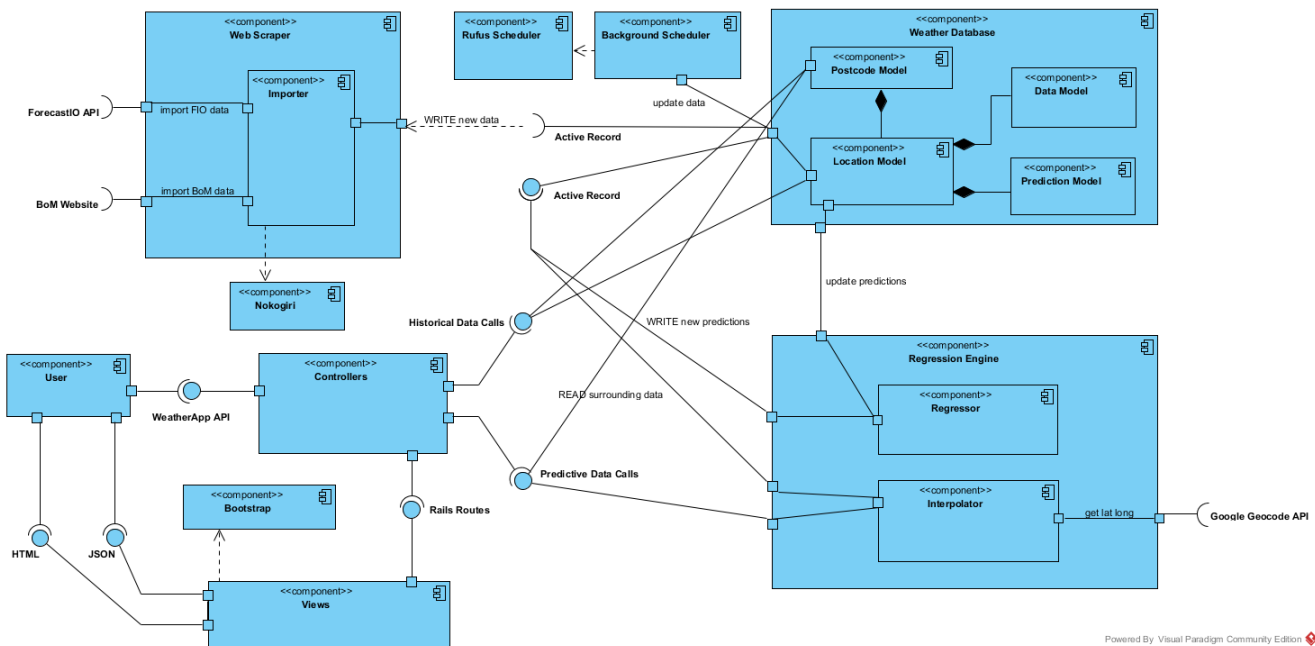 <<component>>
Web Scraper
<<component>>
Importer
ForecastIO API
import FIO data
BoM Website
import BoM data
<<component>>
Nokogiri
<<component>>
Rufus Scheduler
<<component>>
Background Scheduler
update data
WRITE new data
Active Record
Active Record
<<component>>
Weather Database
<<component>>
Postcode Model
<<component>>
Data Model
<<component>>
Location Model
<<component>>
Prediction Model
update predictions
Historical Data Calls
WRITE new predictions
READ surrounding data
Predictive Data Calls
<<component>>
User
WeatherApp API
<<component>>
Controllers
<<component>>
Bootstrap
Rails Routes
HTML
JSON
<<component>>
Views
<<component>>
Regression Engine
<<component>>
Regressor
<<component>>
Interpolator
get lat long
Google Geocode API
Powered By Visual Paradigm Community Edition